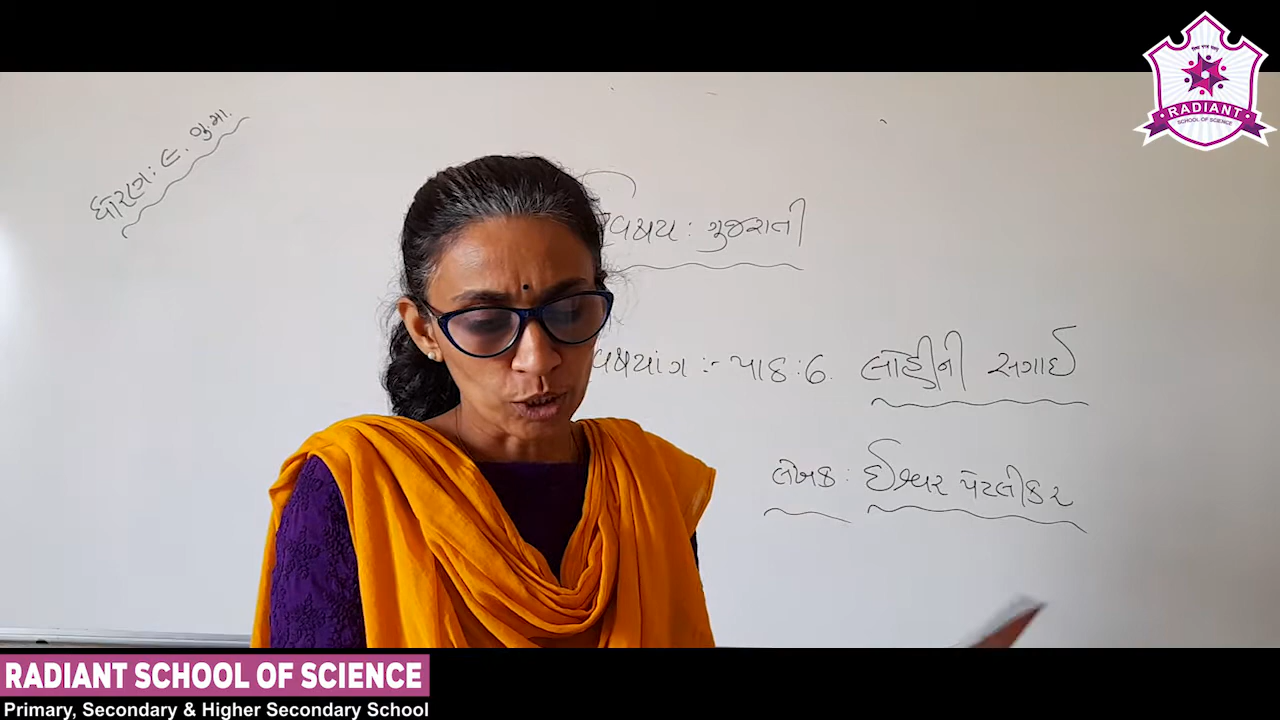 ધોરણ : ૯. ગુ.મા.
વિષય : ગુજરાતી
વિષયાંગ :- પાઠ : 6. લોહીની સગાઈ
લેખક : ઈશ્વર પેટલીકર
RADIANT
SCHOOL OF SCIENCE
RADIANT SCHOOL OF SCIENCE
Primary, Secondary & Higher Secondary School